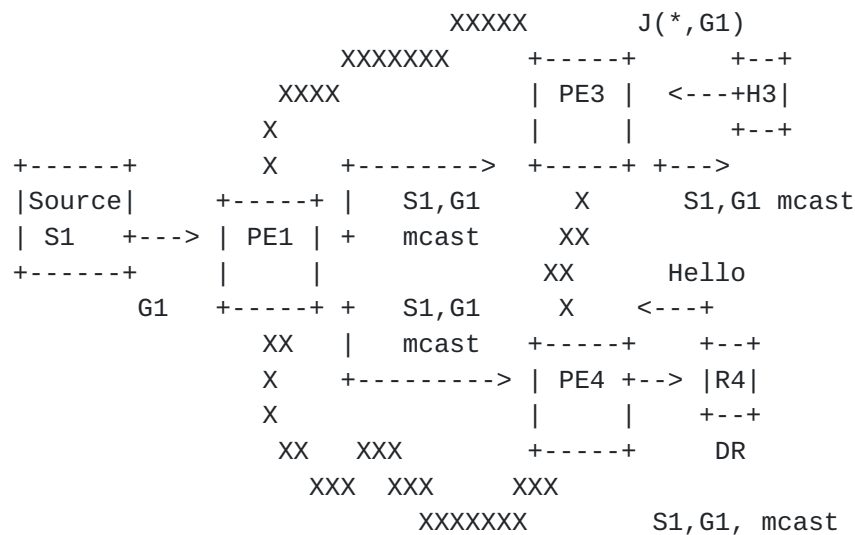 XXXXX       J(*,G1)
                     XXXXXXX     +-----+      +--+
                 XXXX            | PE3 |  <---+H3|
                X                |     |      +--+
+------+        X    +-------->  +-----+ +--->
|Source|     +-----+ |   S1,G1      X      S1,G1 mcast
| S1   +---> | PE1 | +   mcast     XX
+------+     |     |              XX      Hello
        G1   +-----+ +   S1,G1     X    <---+
                XX   |   mcast   +-----+    +--+
                X    +---------> | PE4 +--> |R4|
                X                |     |    +--+
                 XX   XXX        +-----+     DR
                   XXX  XXX     XXX
                          XXXXXXX        S1,G1, mcast